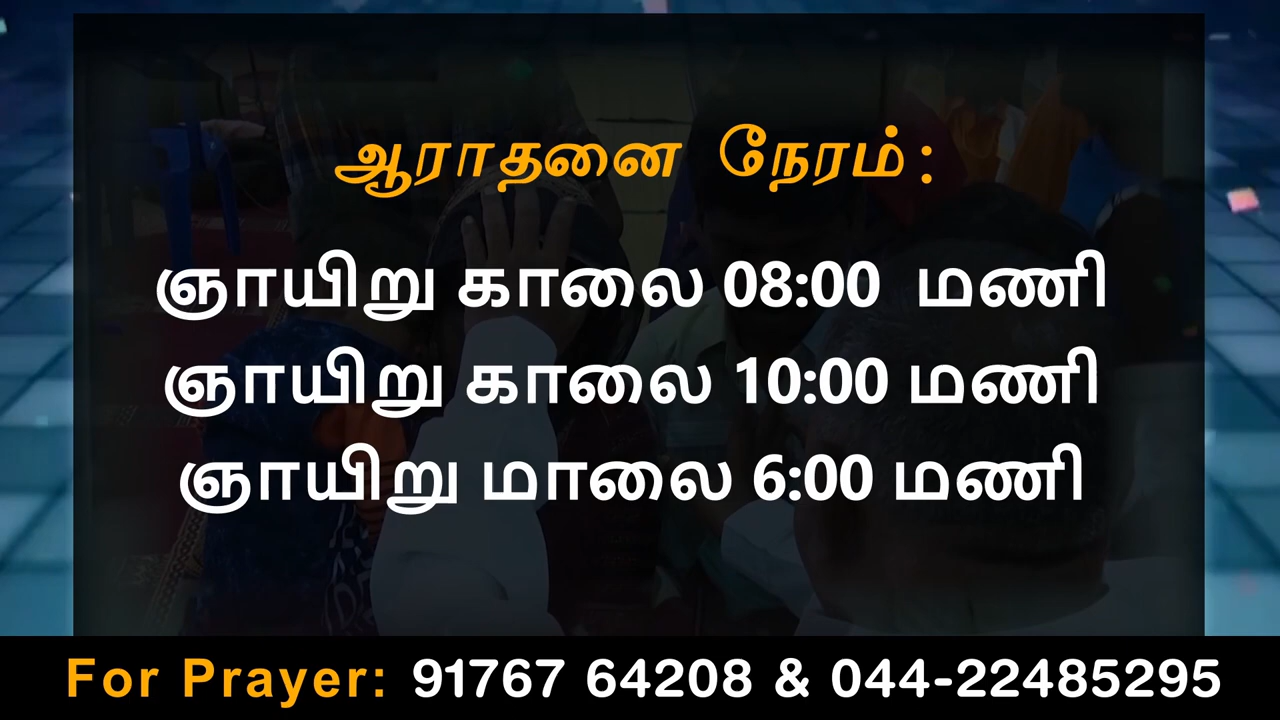 ஆராதனை நேரம் :
ஞாயிறு காலை 08:00 மணி
ஞாயிறு காலை 10:00 மணி
ஞாயிறு மாலை 6:00 மணி
For Prayer: 91767 64208 & 044-22485295